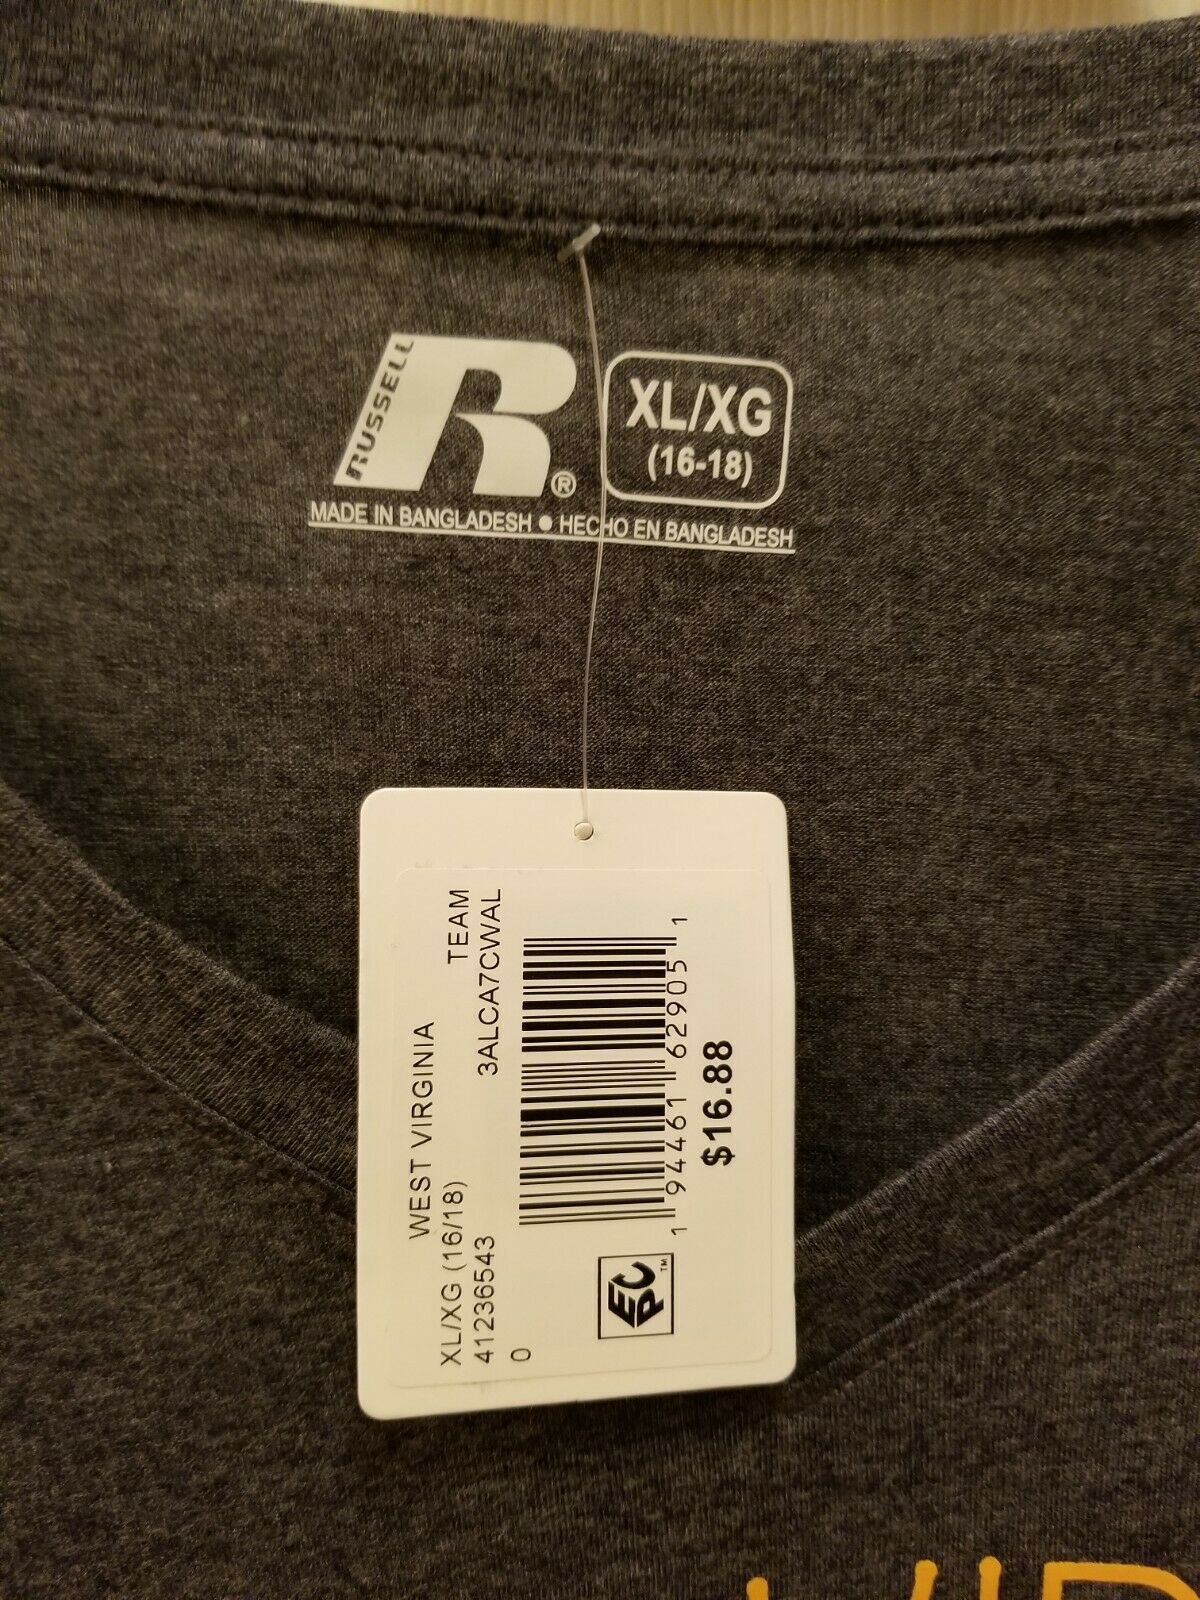 RUSSELL
R®
XL/XG
(16-18)
MADE IN BANGLADESH ● HECHO EN BANGLADESH
WEST VIRGINIA
XL/XG (16/18) TEAM
41236543 3ALCA7CWAL
0
1 94461 62905 1
$16.88
EPC™